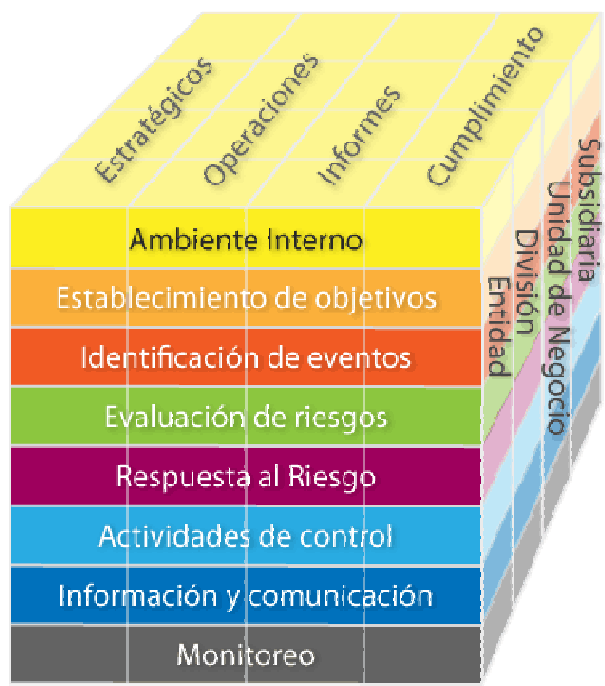 Estratégicos
Operaciones
Informes
Cumplimiento
Ambiente Interno
Establecimiento de objetivos
Identificación de eventos
Evaluación de riesgos
Respuesta al Riesgo
Actividades de control
Información y comunicación
Monitoreo
Entidad
División
Unidad de Negocio
Subsidiaria